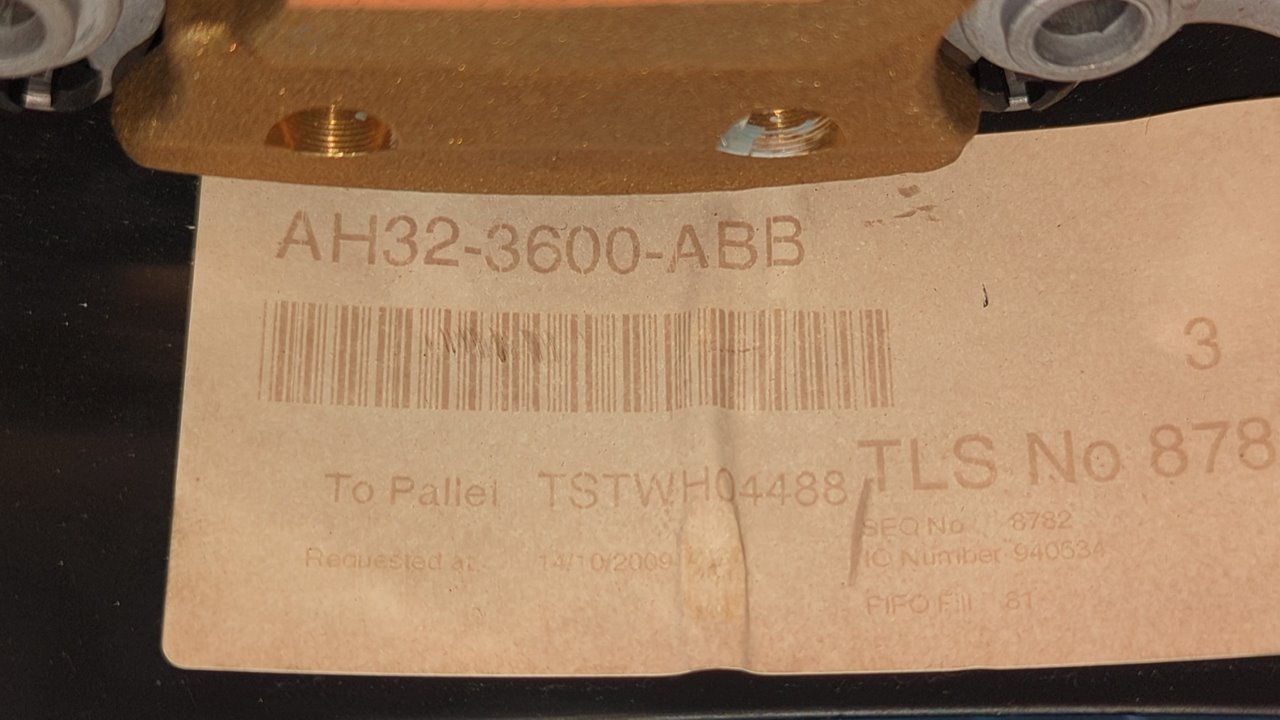 AH32-3600-ABB
3
TLS No 878
To Pallet TSTWH04488
SEQ No 8782
Requested at 14/10/2009
IC Number 940534
FIFO Fill 81